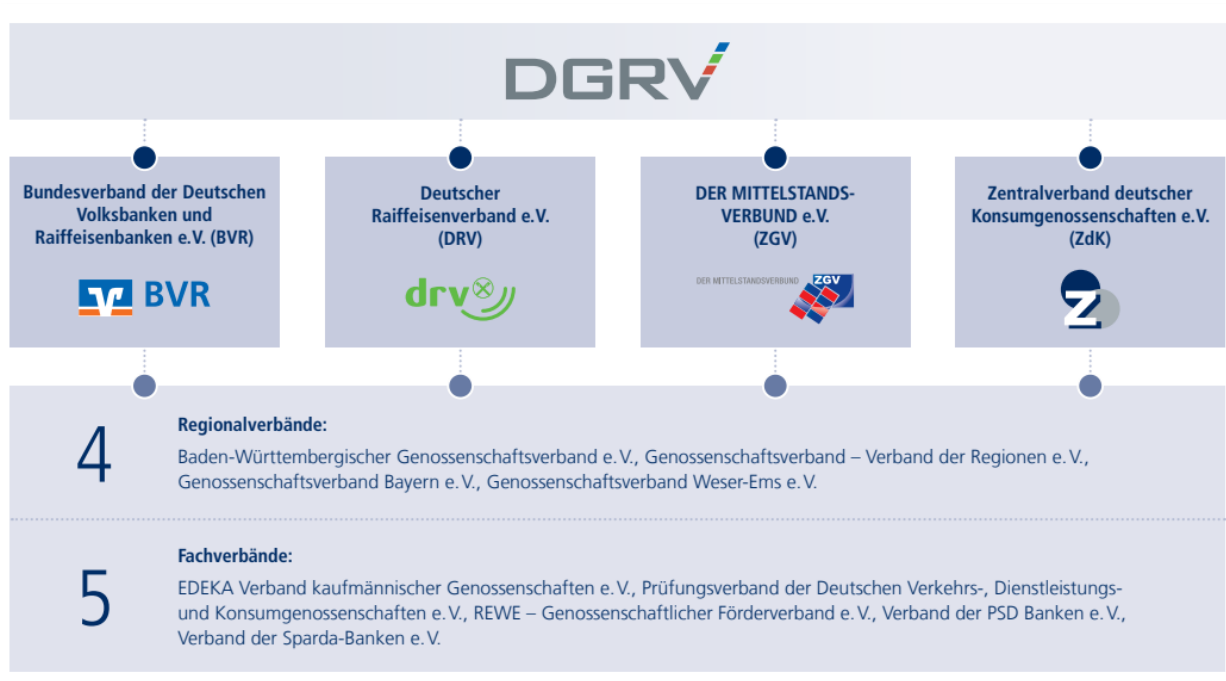 DGRV
Bundesverband der Deutschen
Volksbanken und
Raiffeisenbanken e.V. (BVR)
BVR
Deutscher
Raiffeisenverband e.V.
(DRV)
drv
DER MITTELSTANDS-
VERBUND e.V.
(ZGV)
DER MITTELSTANDSVERBUND
ZGV
Zentralverband deutscher
Konsumgenossenschaften e.V.
(ZdK)
Z
4
Regionalverbände:
Baden-Württembergischer Genossenschaftsverband e. V., Genossenschaftsverband – Verband der Regionen e. V.,
Genossenschaftsverband Bayern e. V., Genossenschaftsverband Weser-Ems e. V.
5
Fachverbände:
EDEKA Verband kaufmännischer Genossenschaften e. V., Prüfungsverband der Deutschen Verkehrs-, Dienstleistungs-
und Konsumgenossenschaften e. V., REWE – Genossenschaftlicher Förderverband e. V., Verband der PSD Banken e. V.,
Verband der Sparda-Banken e. V.